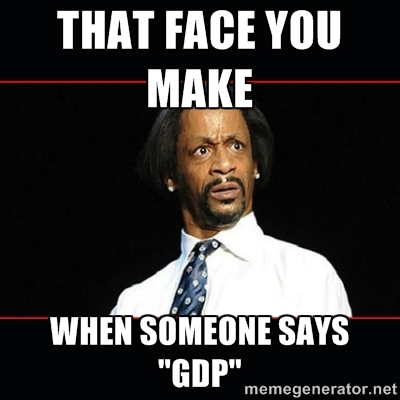 THAT FACE YOU
MAKE
WHEN SOMEONE SAYS
"GDP"
memegenerator.net